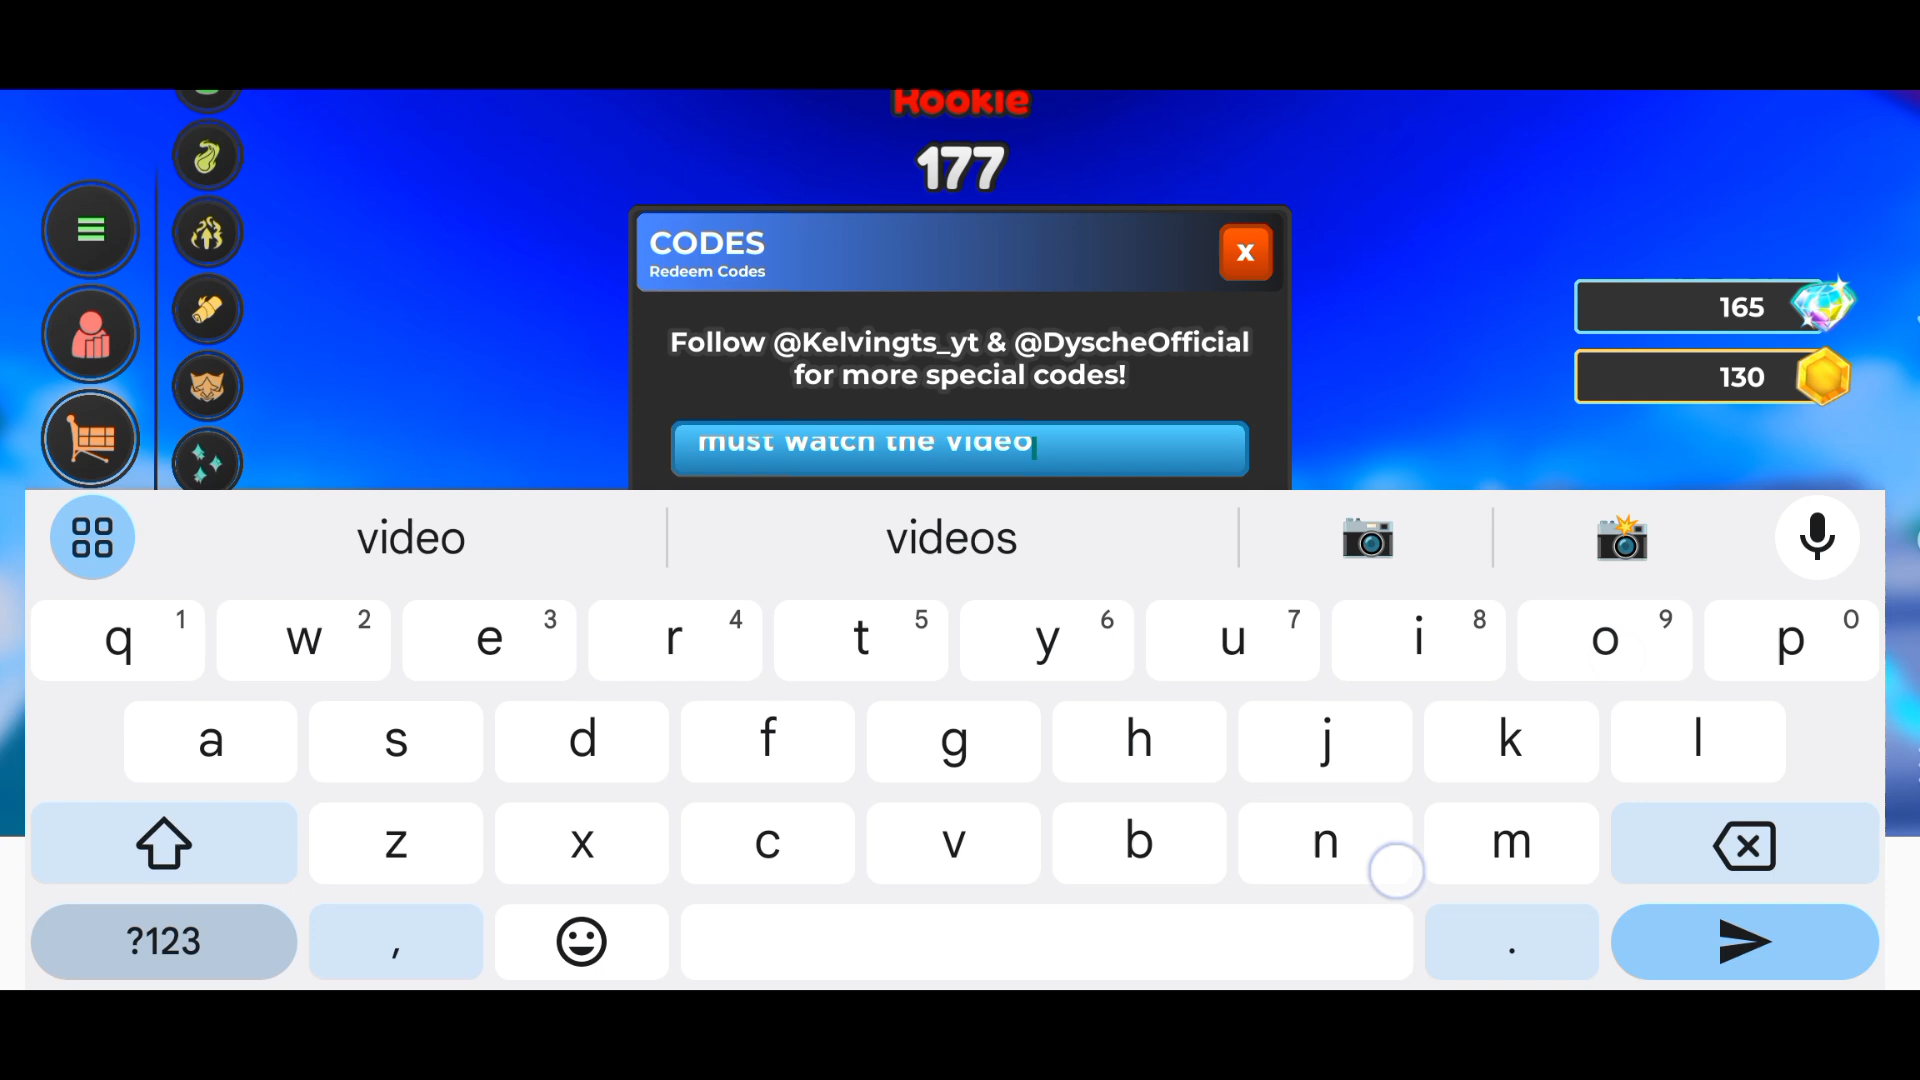 Rookie
177
CODES
Redeem Codes
X
Follow @Kelvingts_yt & @DyscheOfficial
for more special codes!
must watch the video
165
130
video videos
q 1 w 2 e 3 r 4 t 5 y 6 u 7 i 8 o 9 p 0
a s d f g h j k l
z x c v b n m
?123 , .